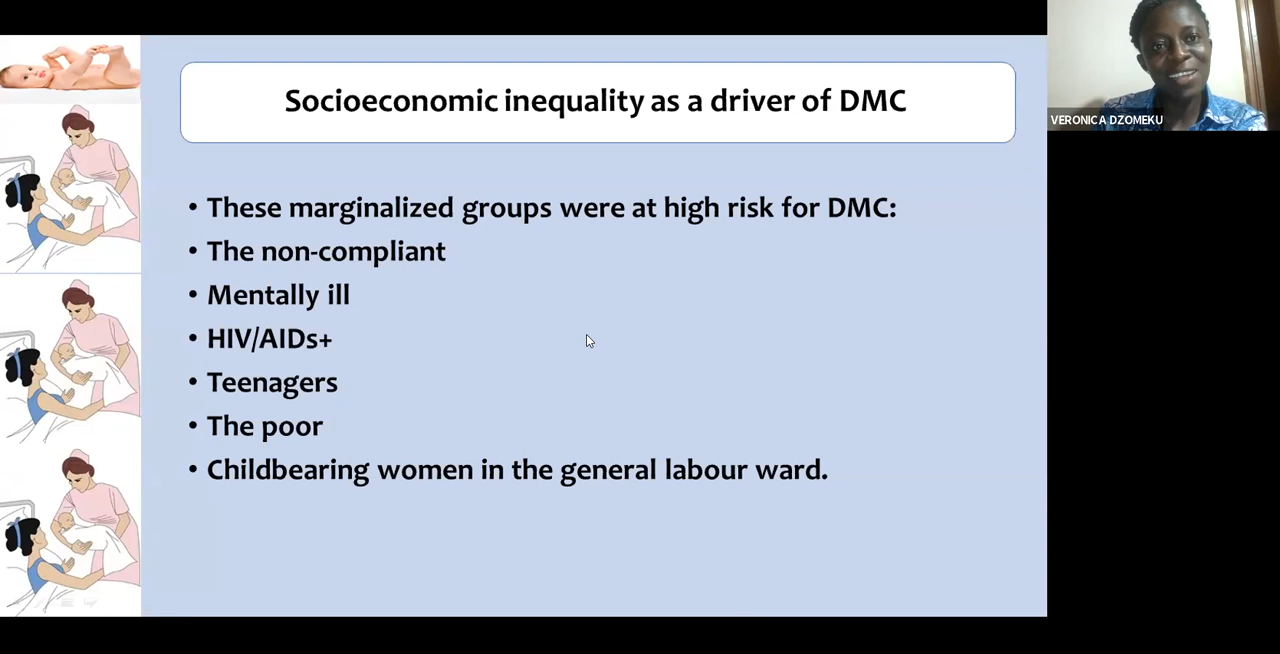 Socioeconomic inequality as a driver of DMC
• These marginalized groups were at high risk for DMC:
• The non-compliant
• Mentally ill
• HIV/AIDs+
• Teenagers
• The poor
• Childbearing women in the general labour ward.
VERONICA DZOMEKU